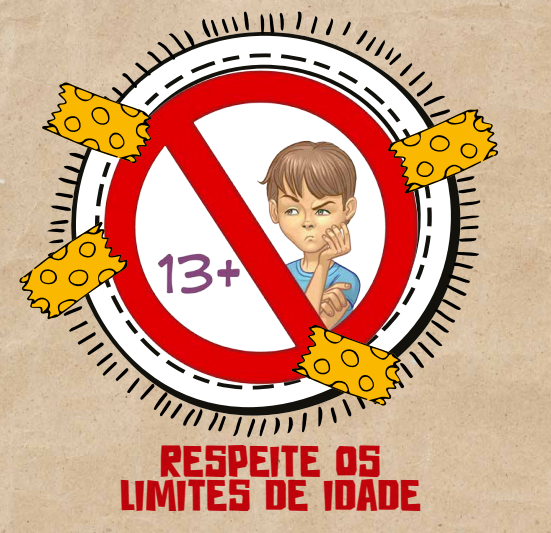 13+
RESPEITE OS
LIMITES DE IDADE